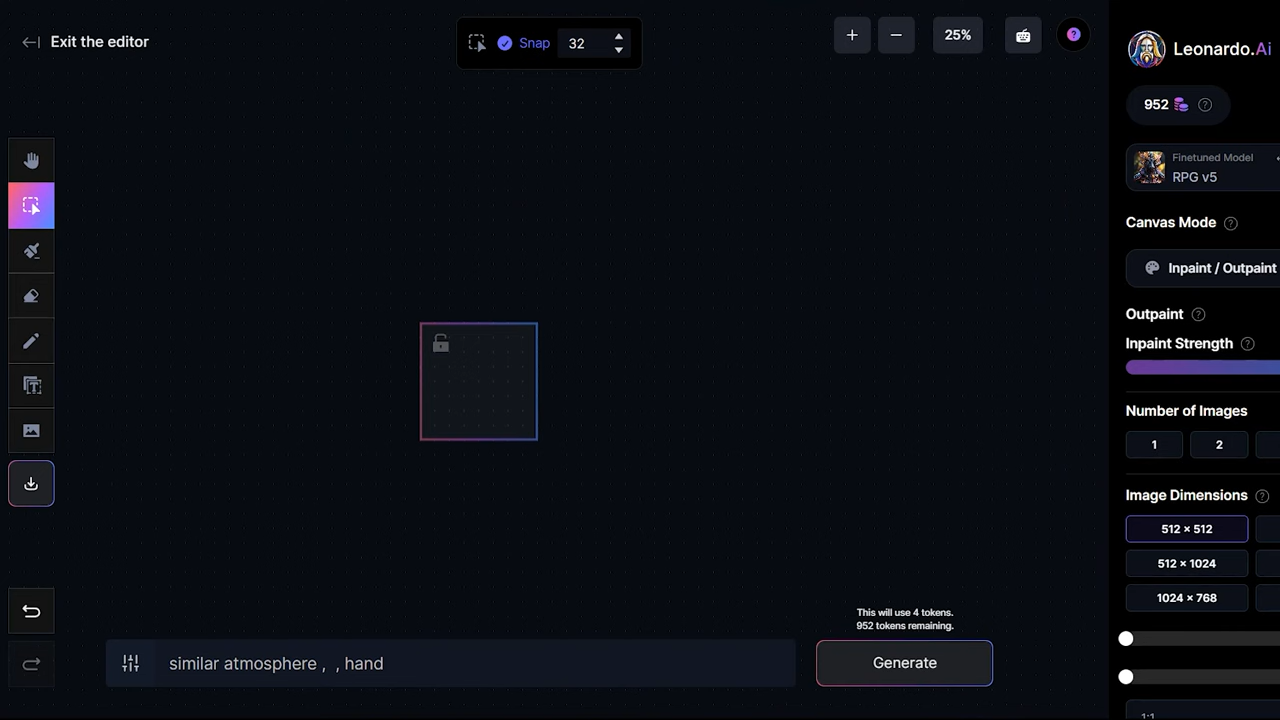 Exit the editor
Snap 32
25%
Leonardo.Ai
952
Finetuned Model
RPG v5
Canvas Mode
Inpaint / Outpaint
Outpaint
Inpaint Strength
Number of Images
1 2
Image Dimensions
512 × 512
512 × 1024
1024 × 768
This will use 4 tokens.
952 tokens remaining.
similar atmosphere , , hand
Generate
1:1